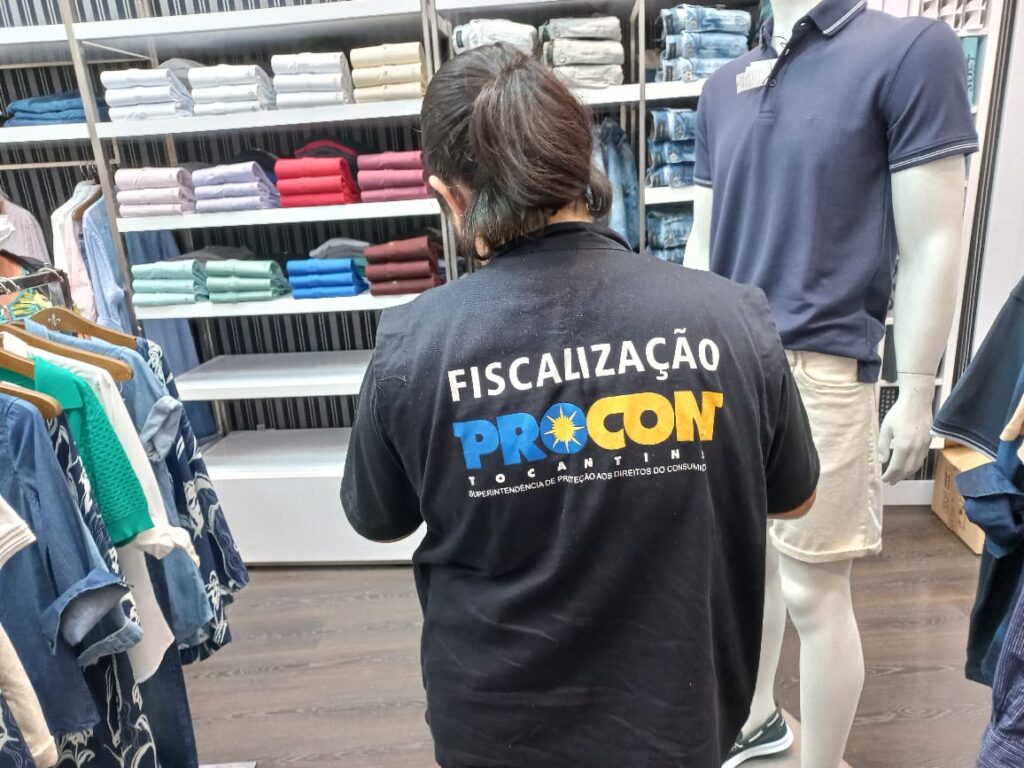 FISCALIZAÇÃO
PROCON
TOCANTINS
SUPERINTENDÊNCIA DE PROTEÇÃO AOS DIREITOS DO CONSUMIDOR